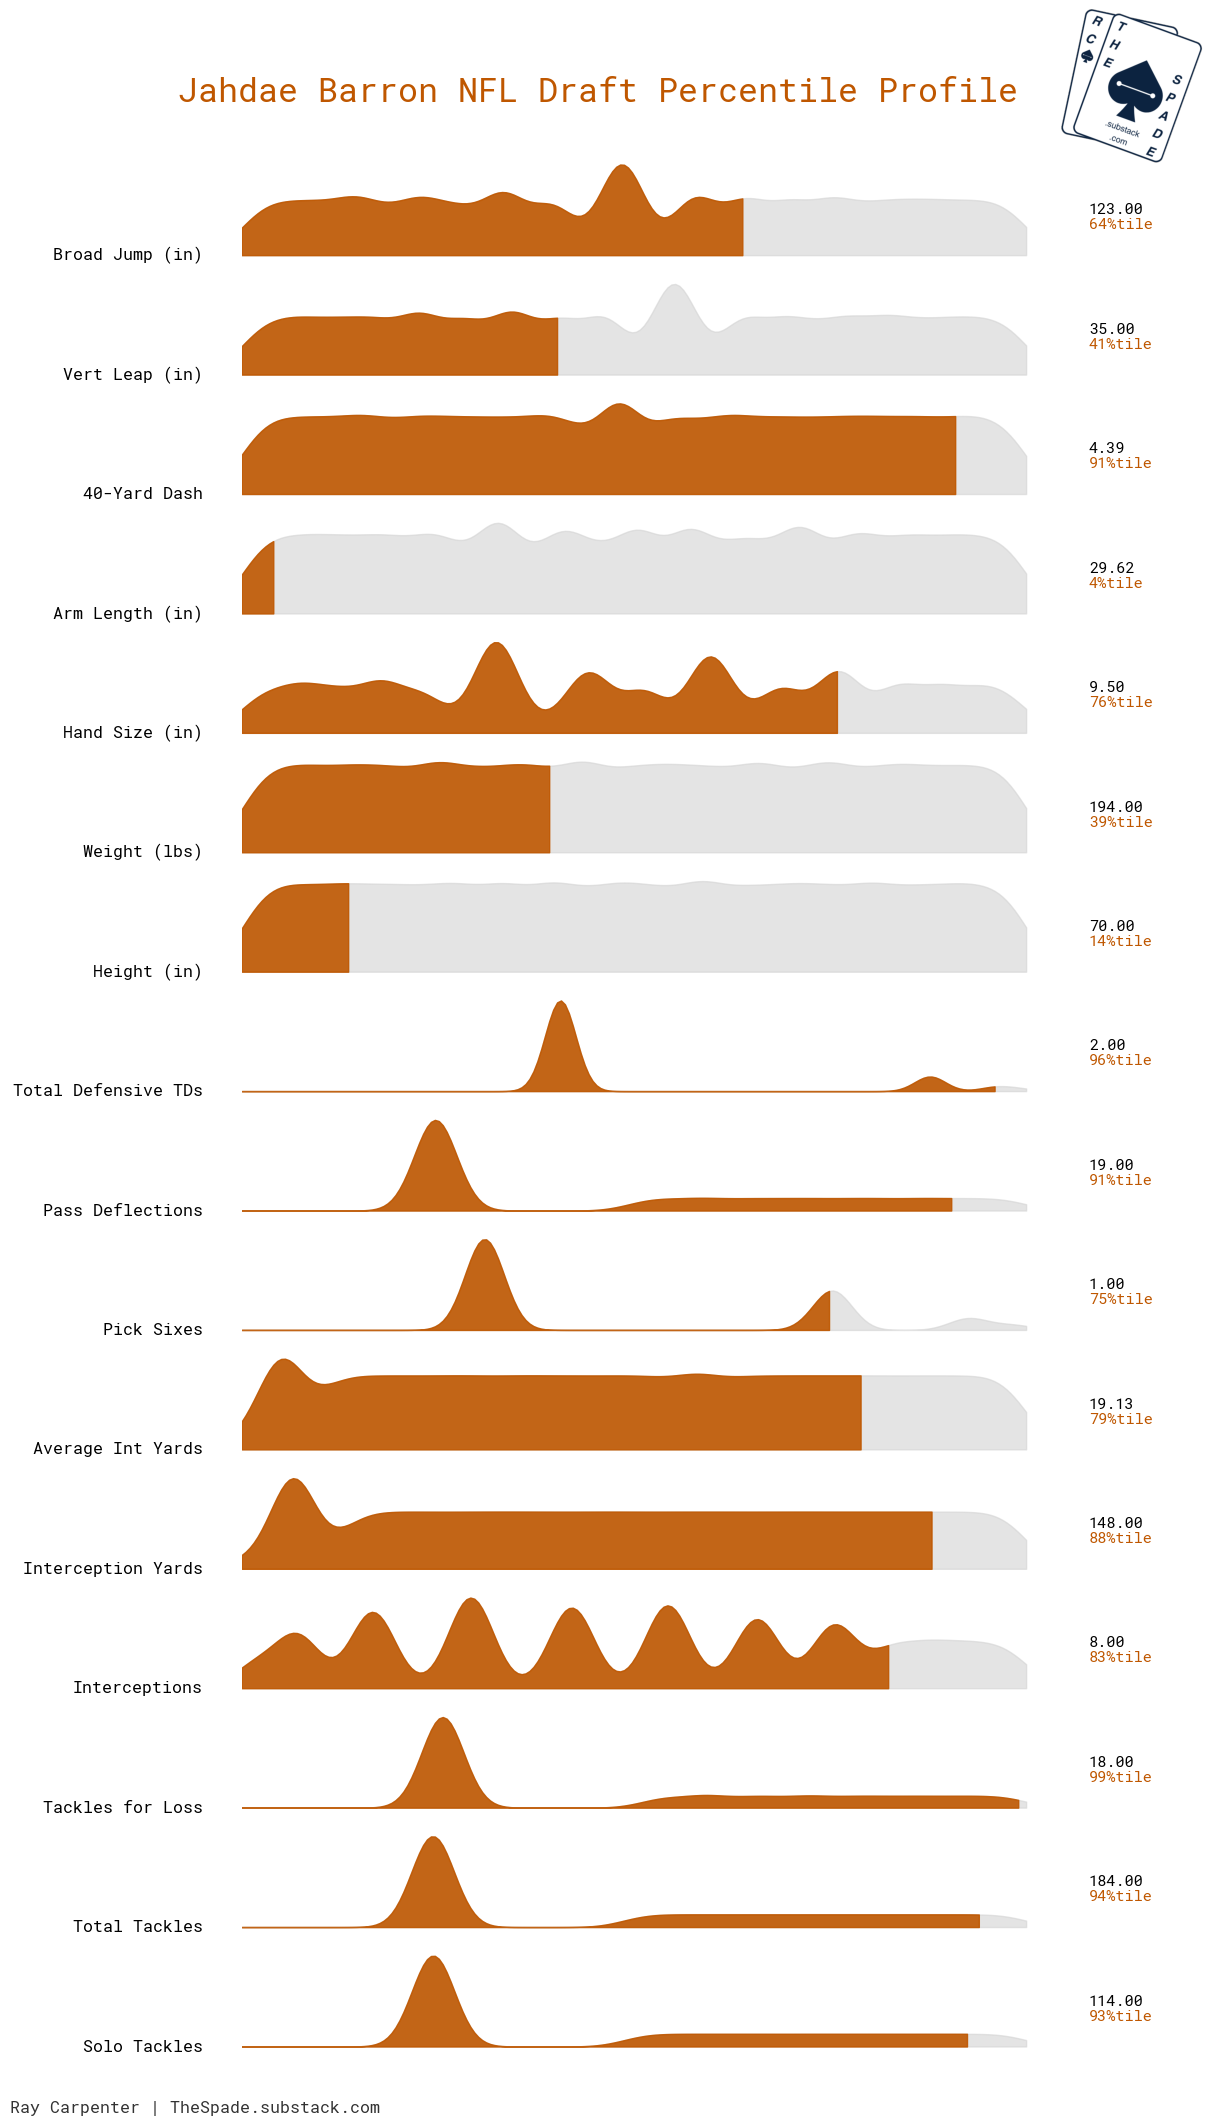 R
C
THE
SPADE
.substack
.com
Jahdae Barron NFL Draft Percentile Profile
Broad Jump (in)
123.00
64%tile
Vert Leap (in)
35.00
41%tile
40-Yard Dash
4.39
91%tile
Arm Length (in)
29.62
4%tile
Hand Size (in)
9.50
76%tile
Weight (lbs)
194.00
39%tile
Height (in)
70.00
14%tile
Total Defensive TDs
2.00
96%tile
Pass Deflections
19.00
91%tile
Pick Sixes
1.00
75%tile
Average Int Yards
19.13
79%tile
Interception Yards
148.00
88%tile
Interceptions
8.00
83%tile
Tackles for Loss
18.00
99%tile
Total Tackles
184.00
94%tile
Solo Tackles
114.00
93%tile
Ray Carpenter | TheSpade.substack.com